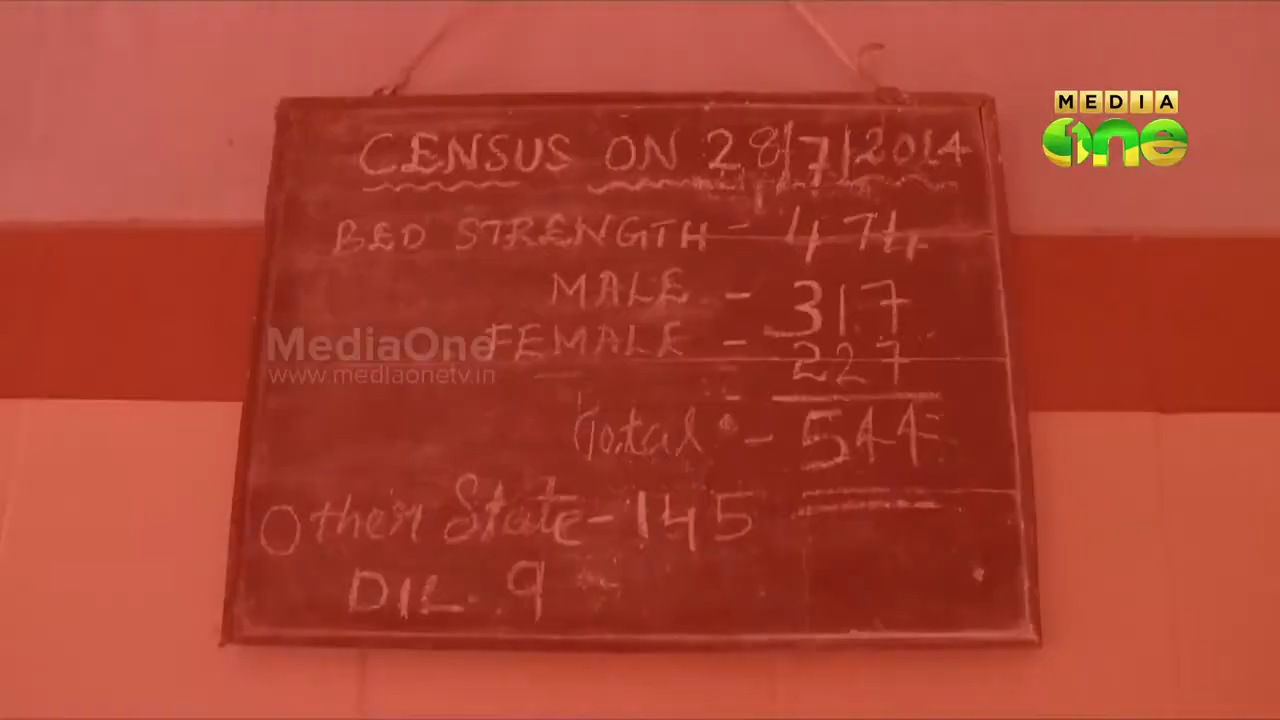 MEDIA
one
CENSUS ON 28/7/2014
BED STRENGTH - 474
MALE - 317
FEMALE - 227
Total - 544
Other State - 145
DIL. 9
MediaOne
www.mediaonetv.in